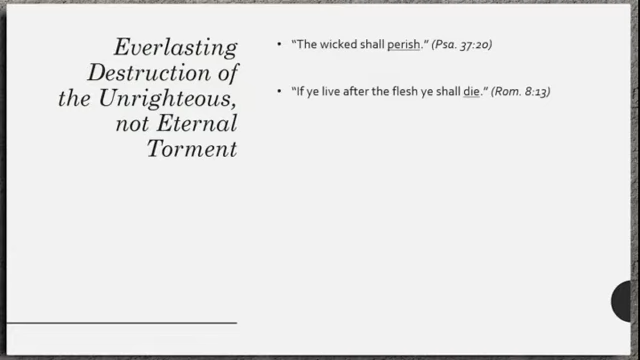 Everlasting
Destruction of
the Unrighteous,
not Eternal
Torment
• “The wicked shall perish.” (Psa. 37:20)
• “If ye live after the flesh ye shall die.” (Rom. 8:13)